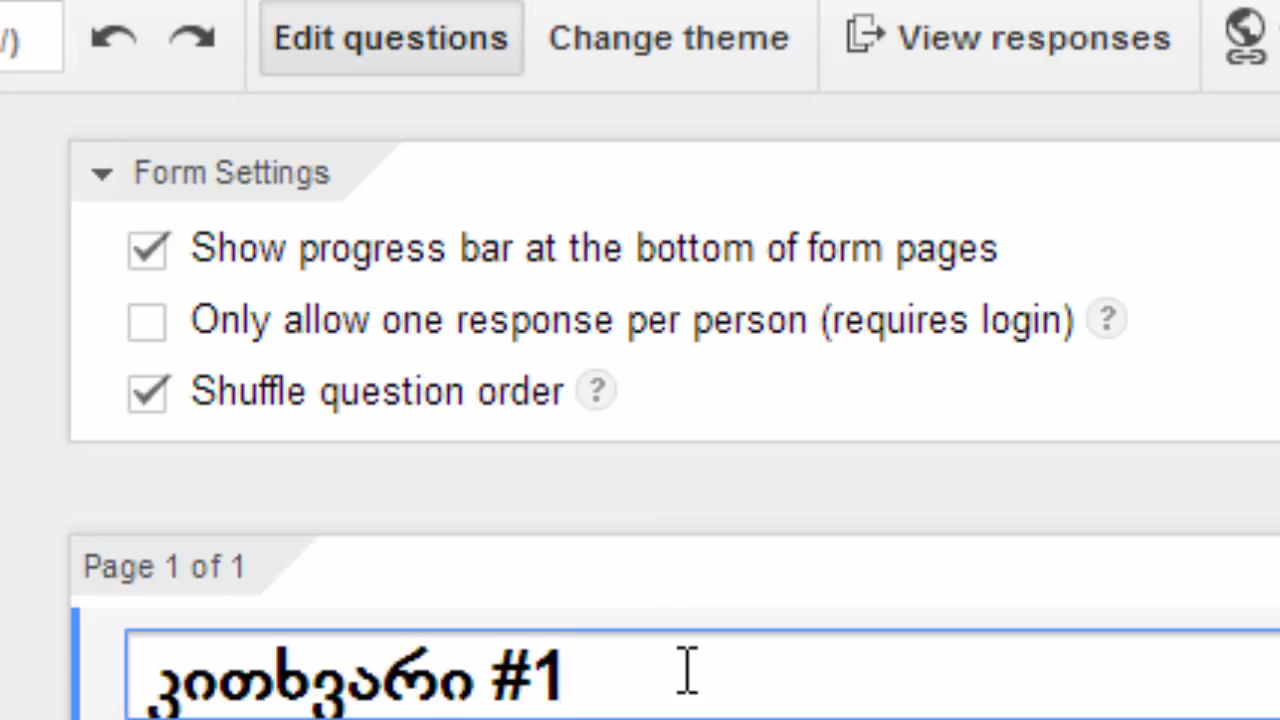 /)
Edit questions
Change theme
View responses
Form Settings
Show progress bar at the bottom of form pages
Only allow one response per person (requires login) ?
Shuffle question order ?
Page 1 of 1
კითხვარი #1